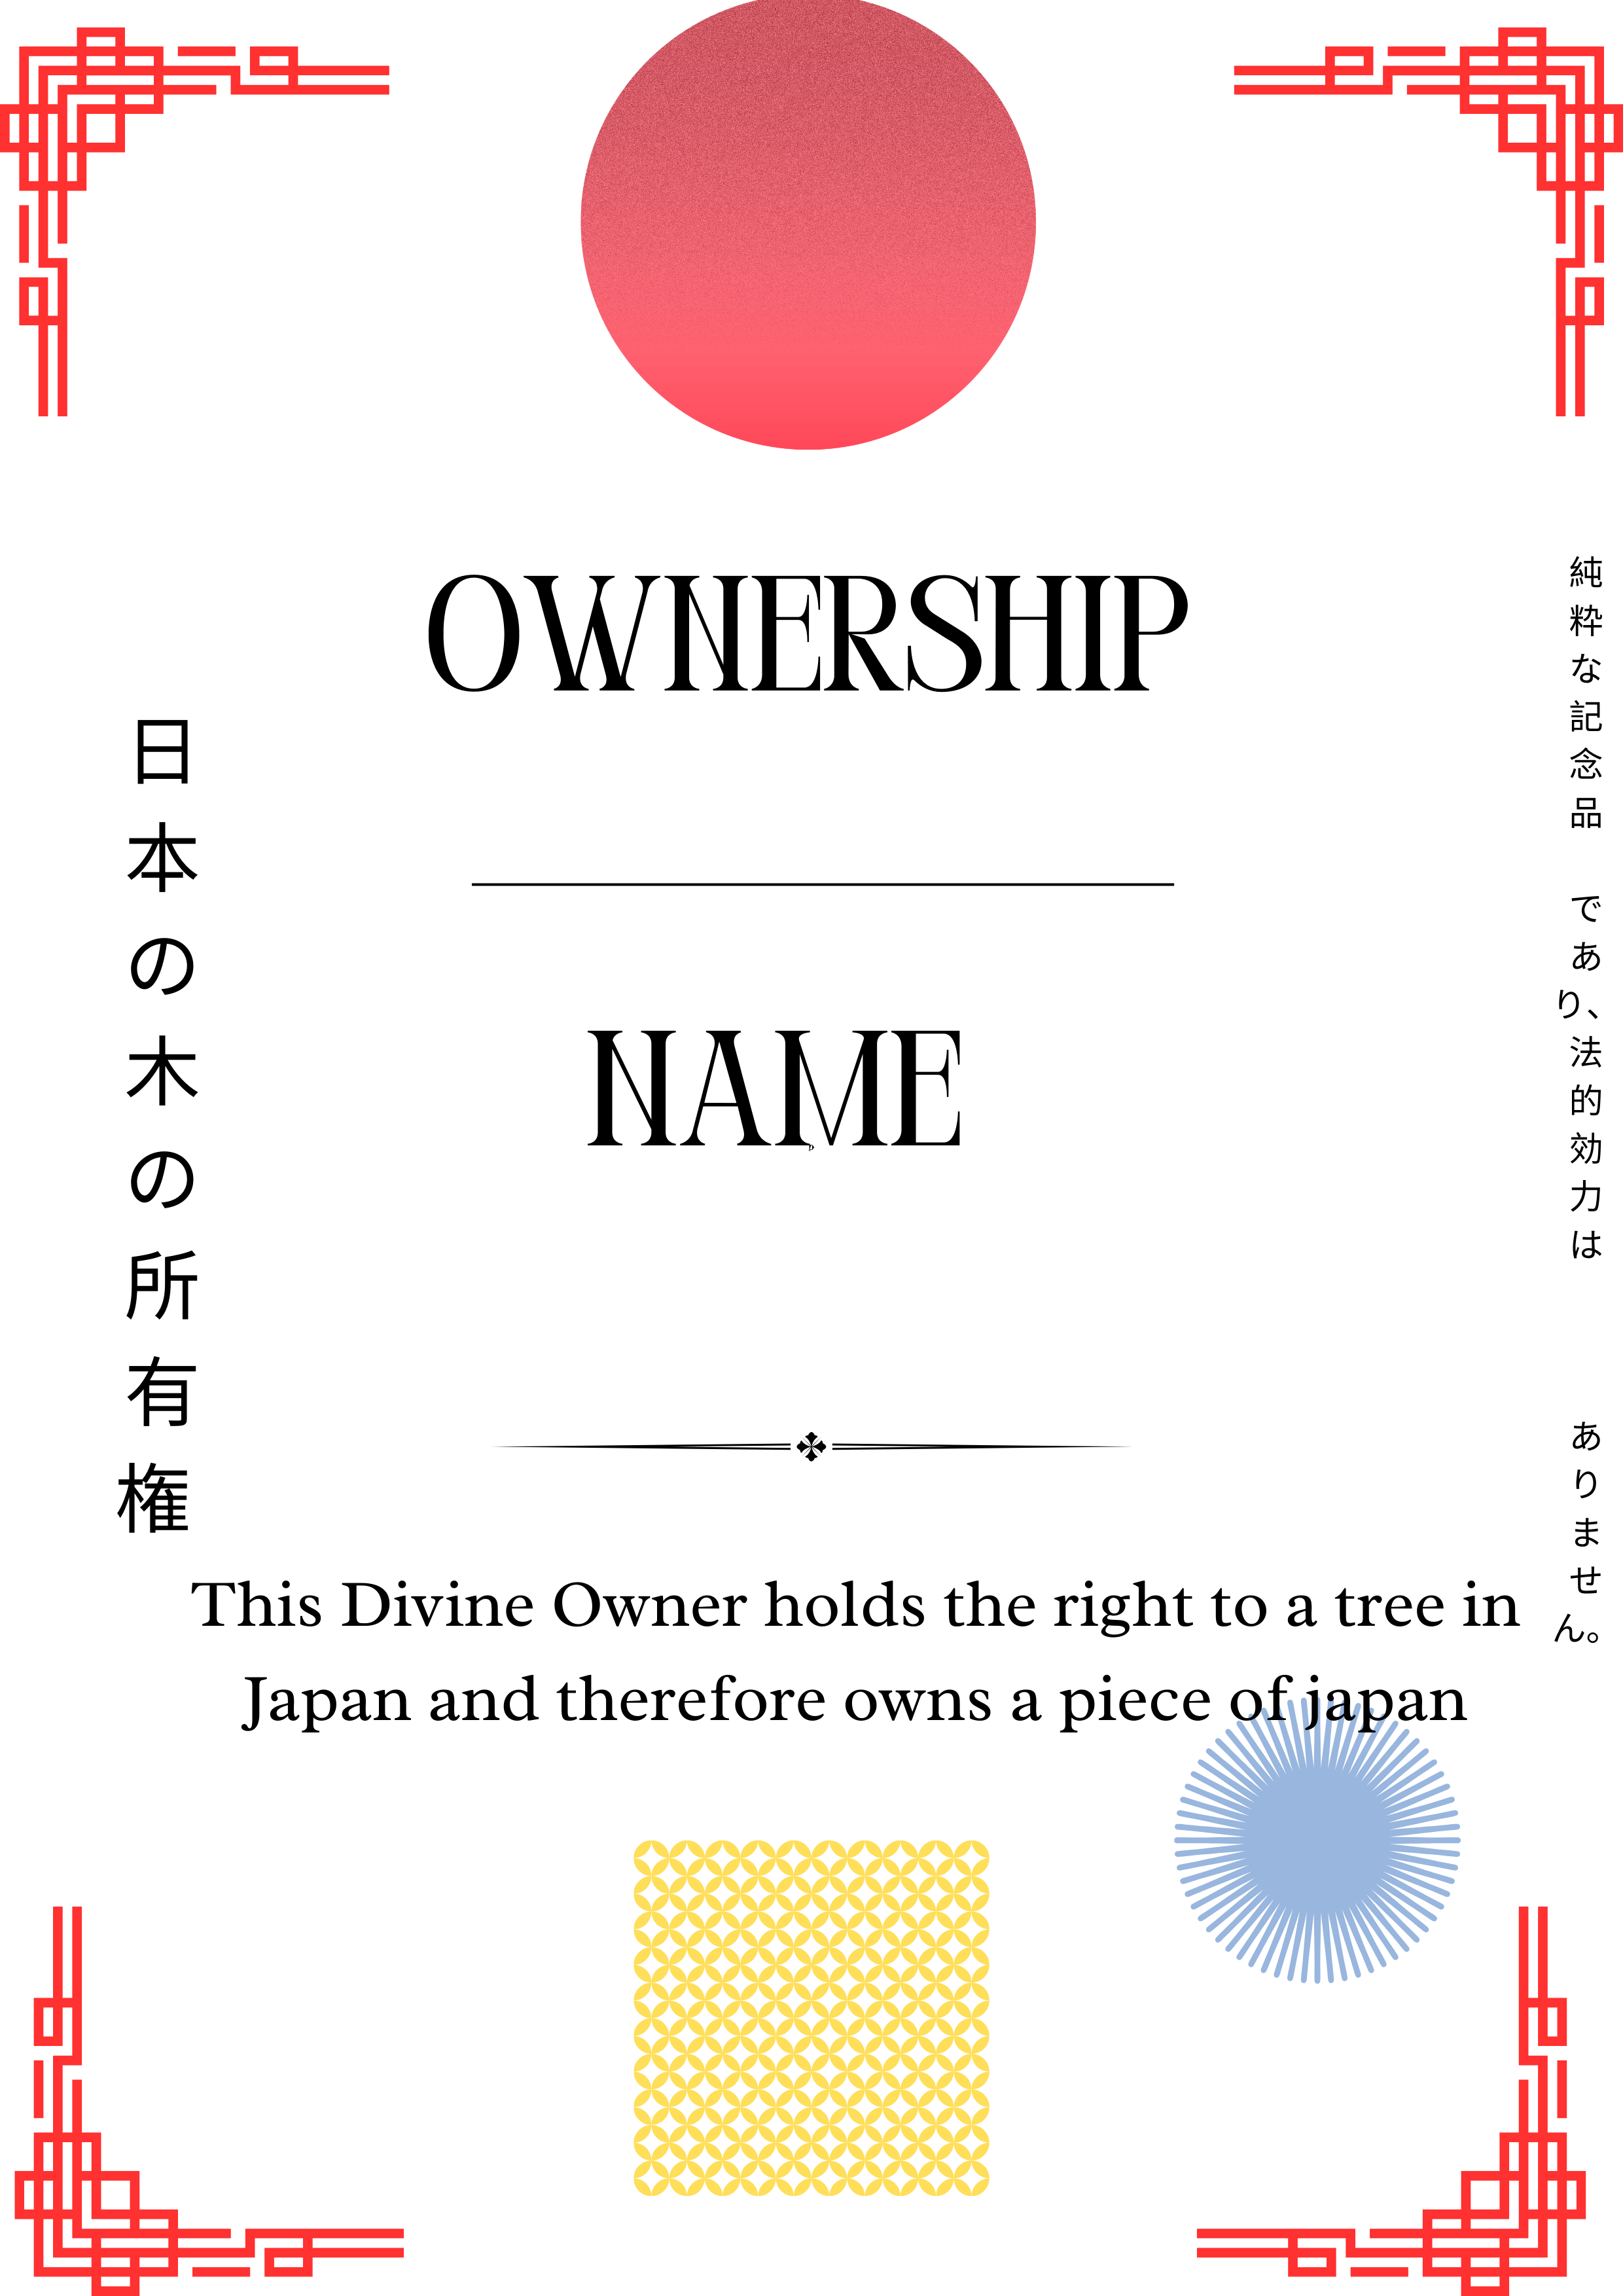 OWNERSHIP
日本の木の所有権
NAME
This Divine Owner holds the right to a tree in
Japan and therefore owns a piece of japan
純粋な記念品 であり、法的効力は ありません。